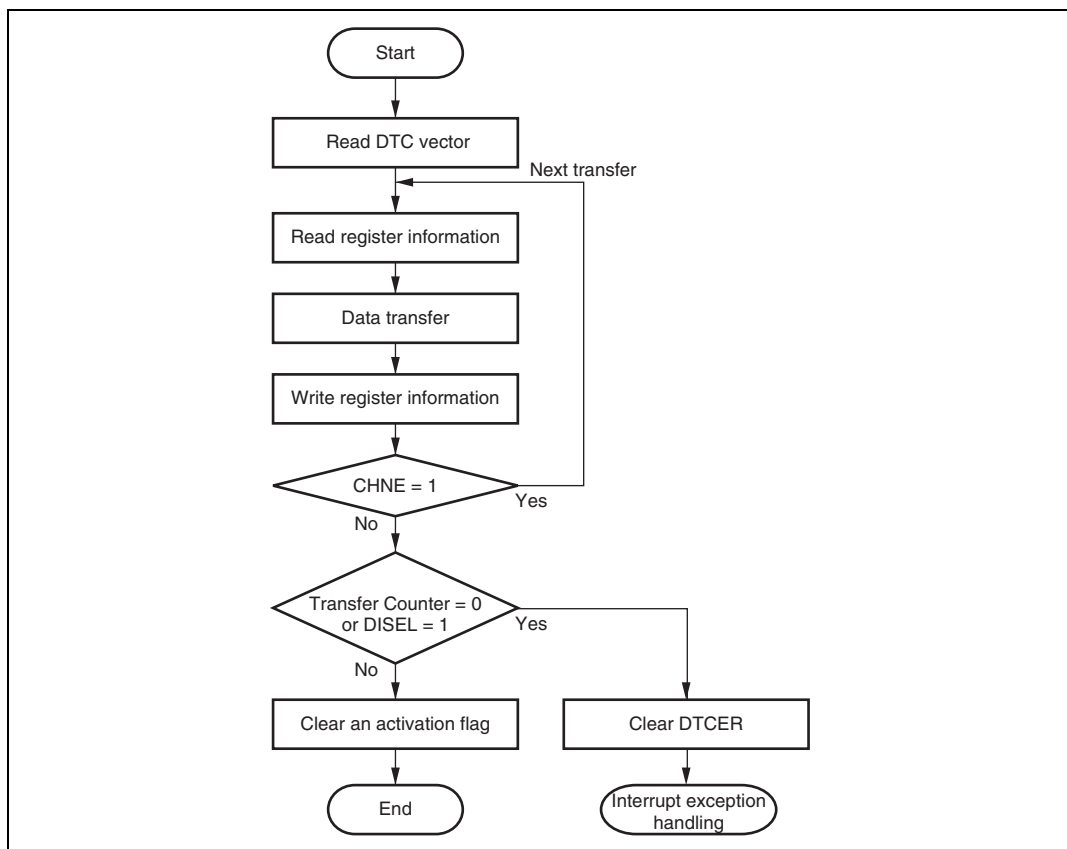 Start
Read DTC vector
Next transfer
Read register information
Data transfer
Write register information
CHNE = 1
Yes
No
Transfer Counter = 0
or DISEL = 1
Yes
No
Clear an activation flag
Clear DTCER
End
Interrupt exception
handling